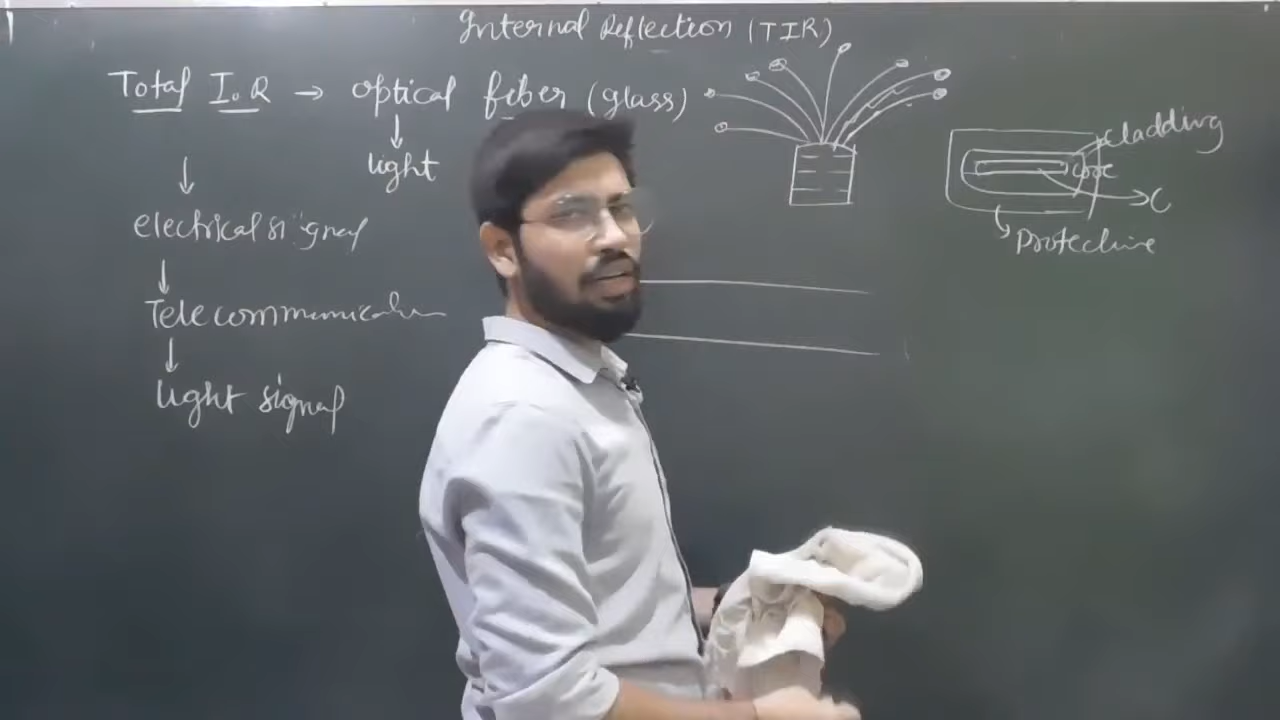 Internal Reflection (TIR)
Total I.R → optical fiber (glass)
↓ light
↓ electrical signal
↓ Telecommunication
↓ light signal
cladding
core
C
Protective